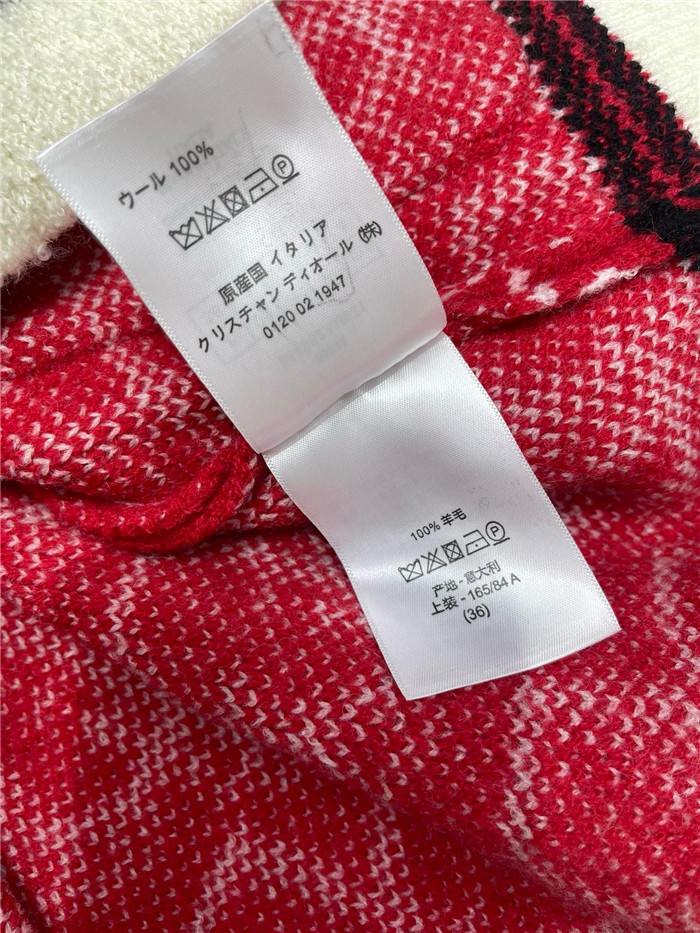 ウール 100%
原産国 イタリア
クリスチャン ディオール (株)
0120 02 1947
100% 羊毛
产地 - 意大利
上装 - 165/84 A
(36)